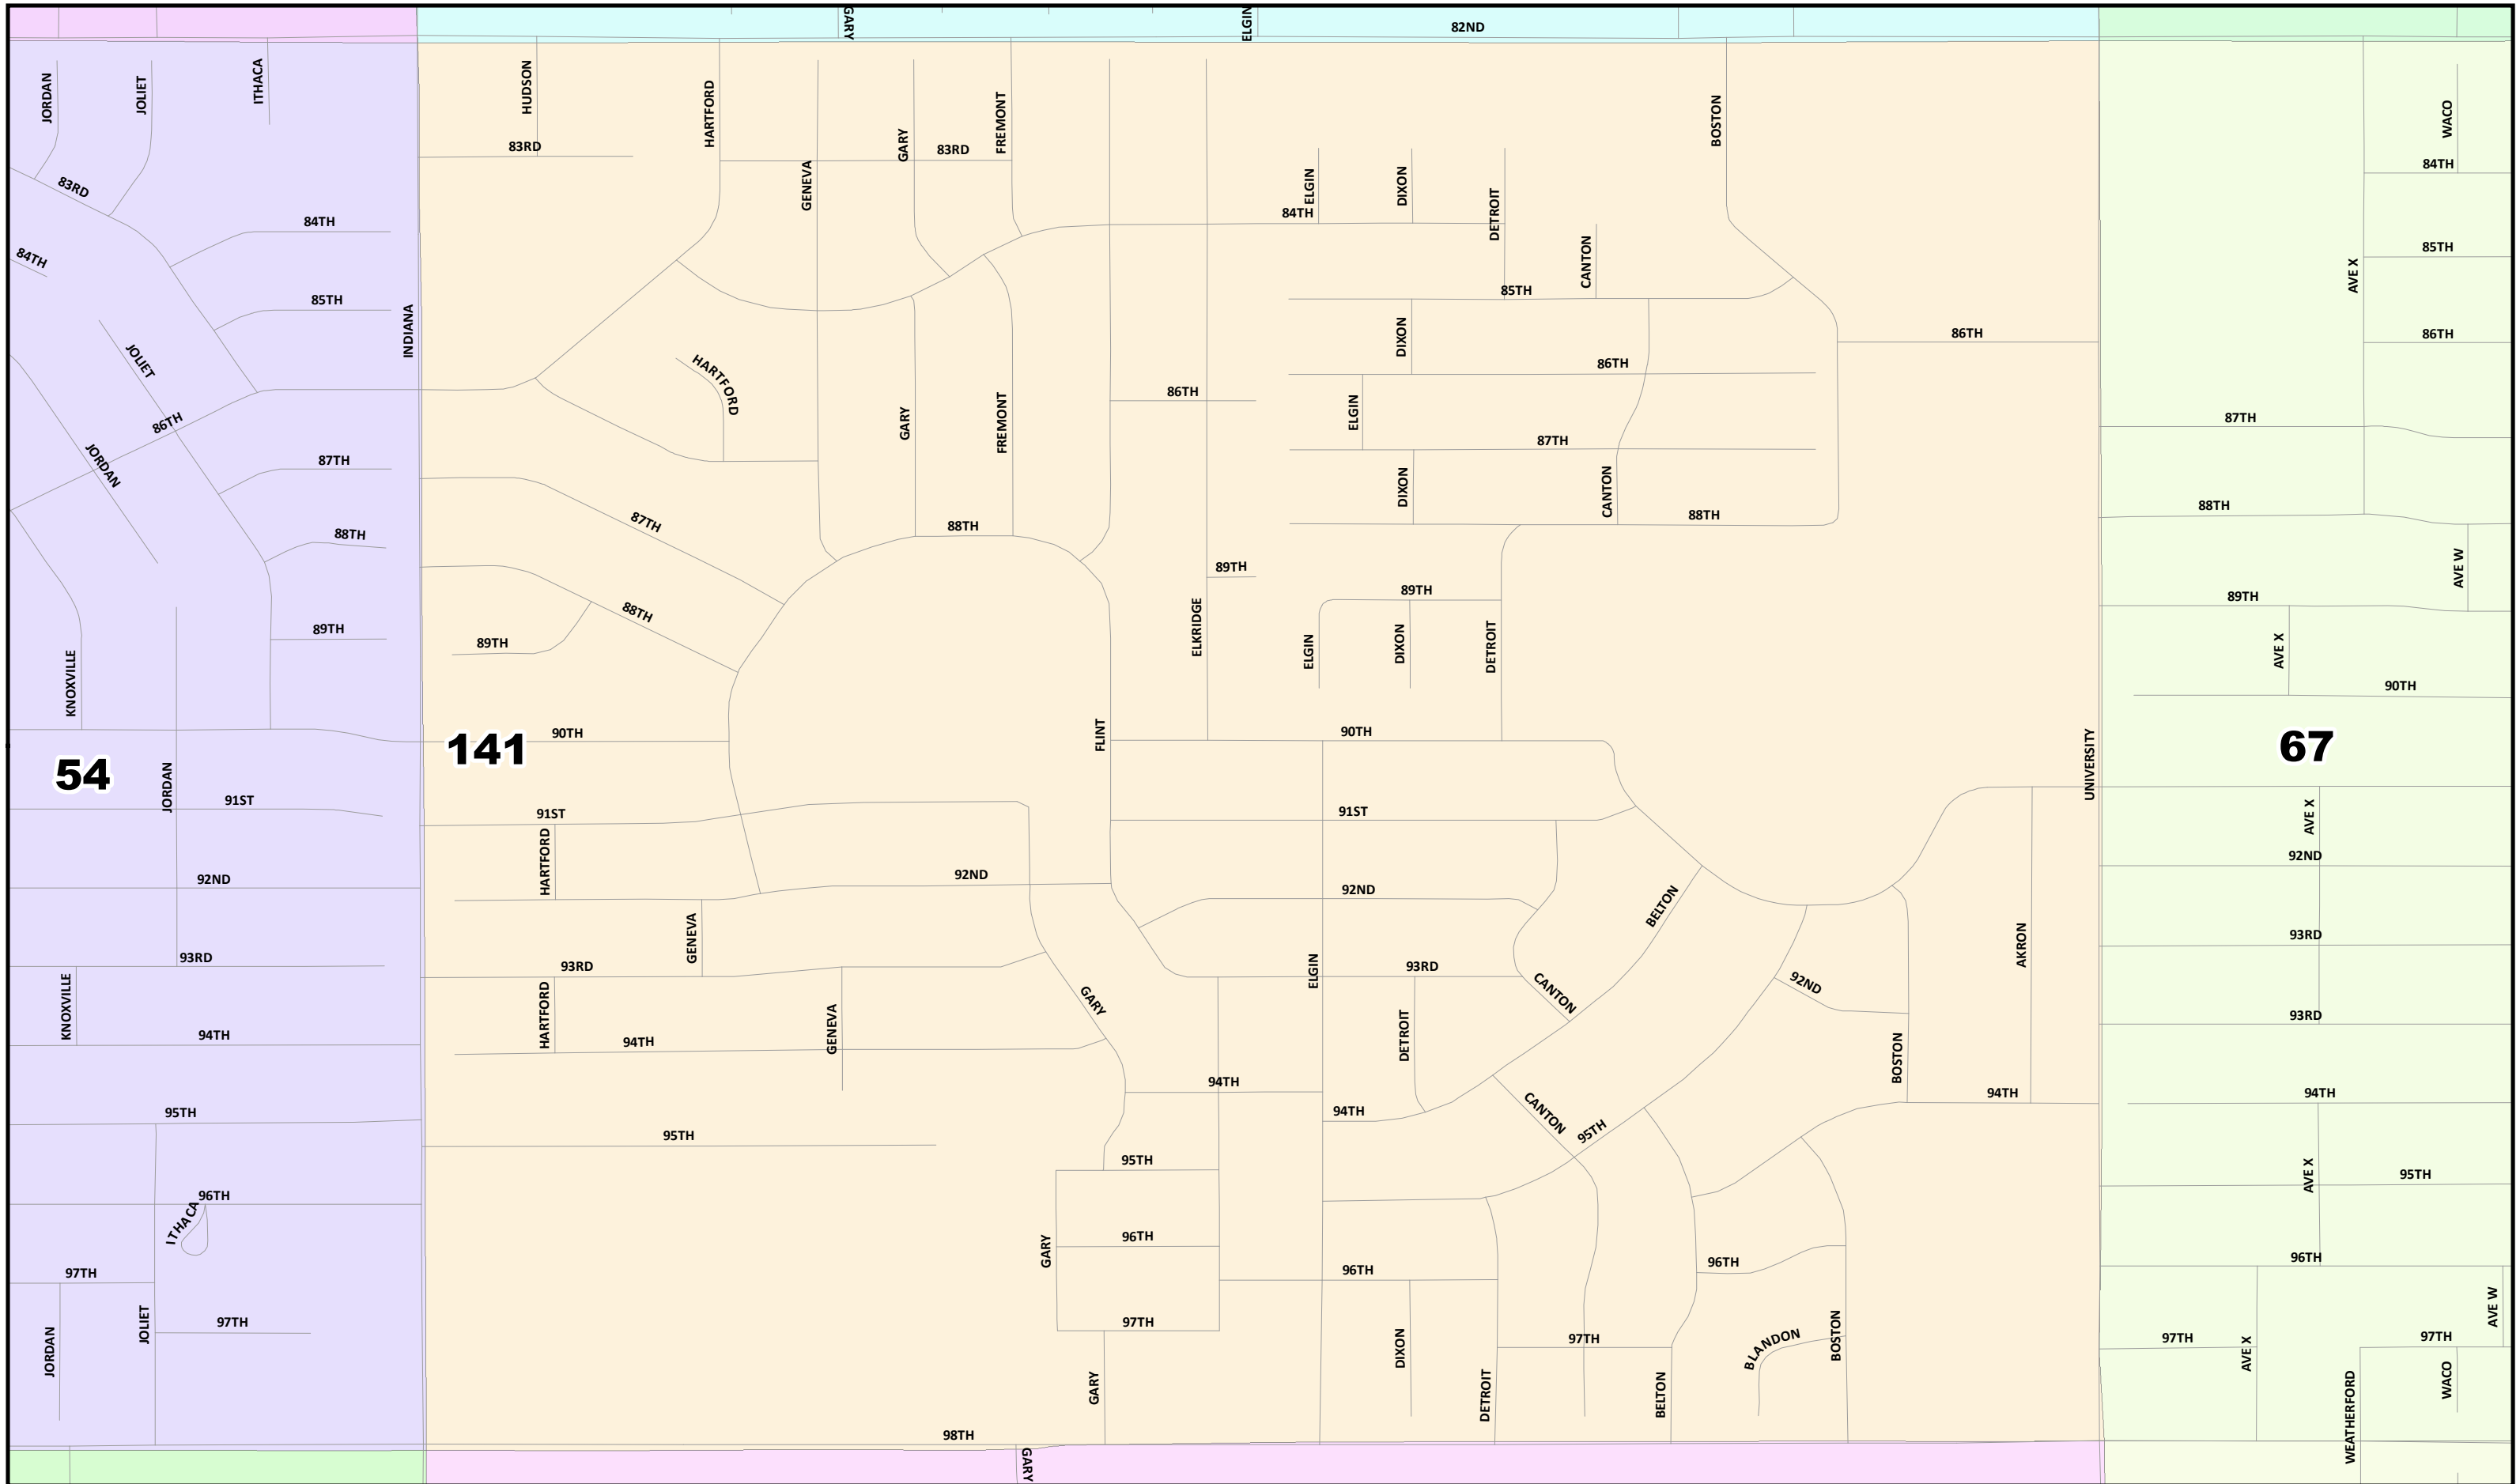 GARY
ELGIN
82ND
JORDAN
JOLIET
ITHACA
HUDSON
HARTFORD
GENEVA
GARY
FREMONT
BOSTON
WACO
83RD
83RD
83RD
84TH
84TH
84TH
ELGIN
DIXON
DETROIT
84TH
CANTON
85TH
INDIANA
85TH
85TH
AVE X
JOLIET
HARTFORD
DIXON
86TH
86TH
86TH
86TH
86TH
JORDAN
GARY
FREMONT
ELGIN
87TH
87TH
87TH
87TH
DIXON
CANTON
88TH
88TH
88TH
88TH
88TH
AVE W
89TH
89TH
89TH
89TH
89TH
KNOXVILLE
ELKRIDGE
ELGIN
DIXON
DETROIT
AVE X
90TH
90TH
90TH
FLINT
UNIVERSITY
54
141
67
JORDAN
91ST
91ST
91ST
HARTFORD
AVE X
92ND
92ND
92ND
92ND
GENEVA
BELTON
AKRON
93RD
93RD
93RD
93RD
ELGIN
CANTON
92ND
KNOXVILLE
HARTFORD
GENEVA
GARY
DETROIT
93RD
94TH
94TH
BOSTON
94TH
94TH
94TH
94TH
95TH
95TH
CANTON
95TH
95TH
AVE X
95TH
96TH
ITHACA
GARY
96TH
96TH
96TH
96TH
97TH
97TH
JORDAN
JOLIET
97TH
DIXON
97TH
BLANDON
BOSTON
97TH
97TH
AVE X
AVE W
GARY
DETROIT
BELTON
WACO
WEATHERFORD
98TH
GARY